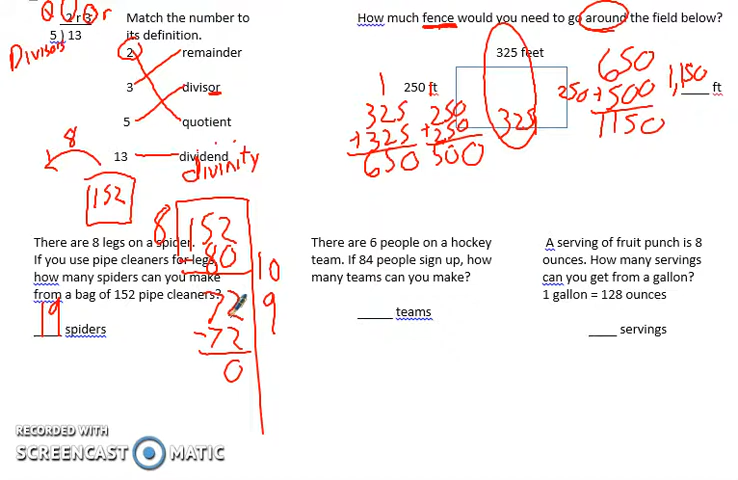 Q U O r
2 r 3
5 ) 13
Divisors
Match the number to
its definition.
2 remainder
3 divisor
5 quotient
13 dividend
divinity
8
152
How much fence would you need to go around the field below?
325 feet
250 ft
250
325
1
325
+325
650
250
+250
500
650
+500
1150
1,150 ft
There are 8 legs on a spider.
If you use pipe cleaners for legs,
how many spiders can you make
from a bag of 152 pipe cleaners?
19 spiders
8 152
80 10
72 9
-72
0
There are 6 people on a hockey
team. If 84 people sign up, how
many teams can you make?
____ teams
A serving of fruit punch is 8
ounces. How many servings
can you get from a gallon?
1 gallon = 128 ounces
____ servings
RECORDED WITH
SCREENCAST MATIC